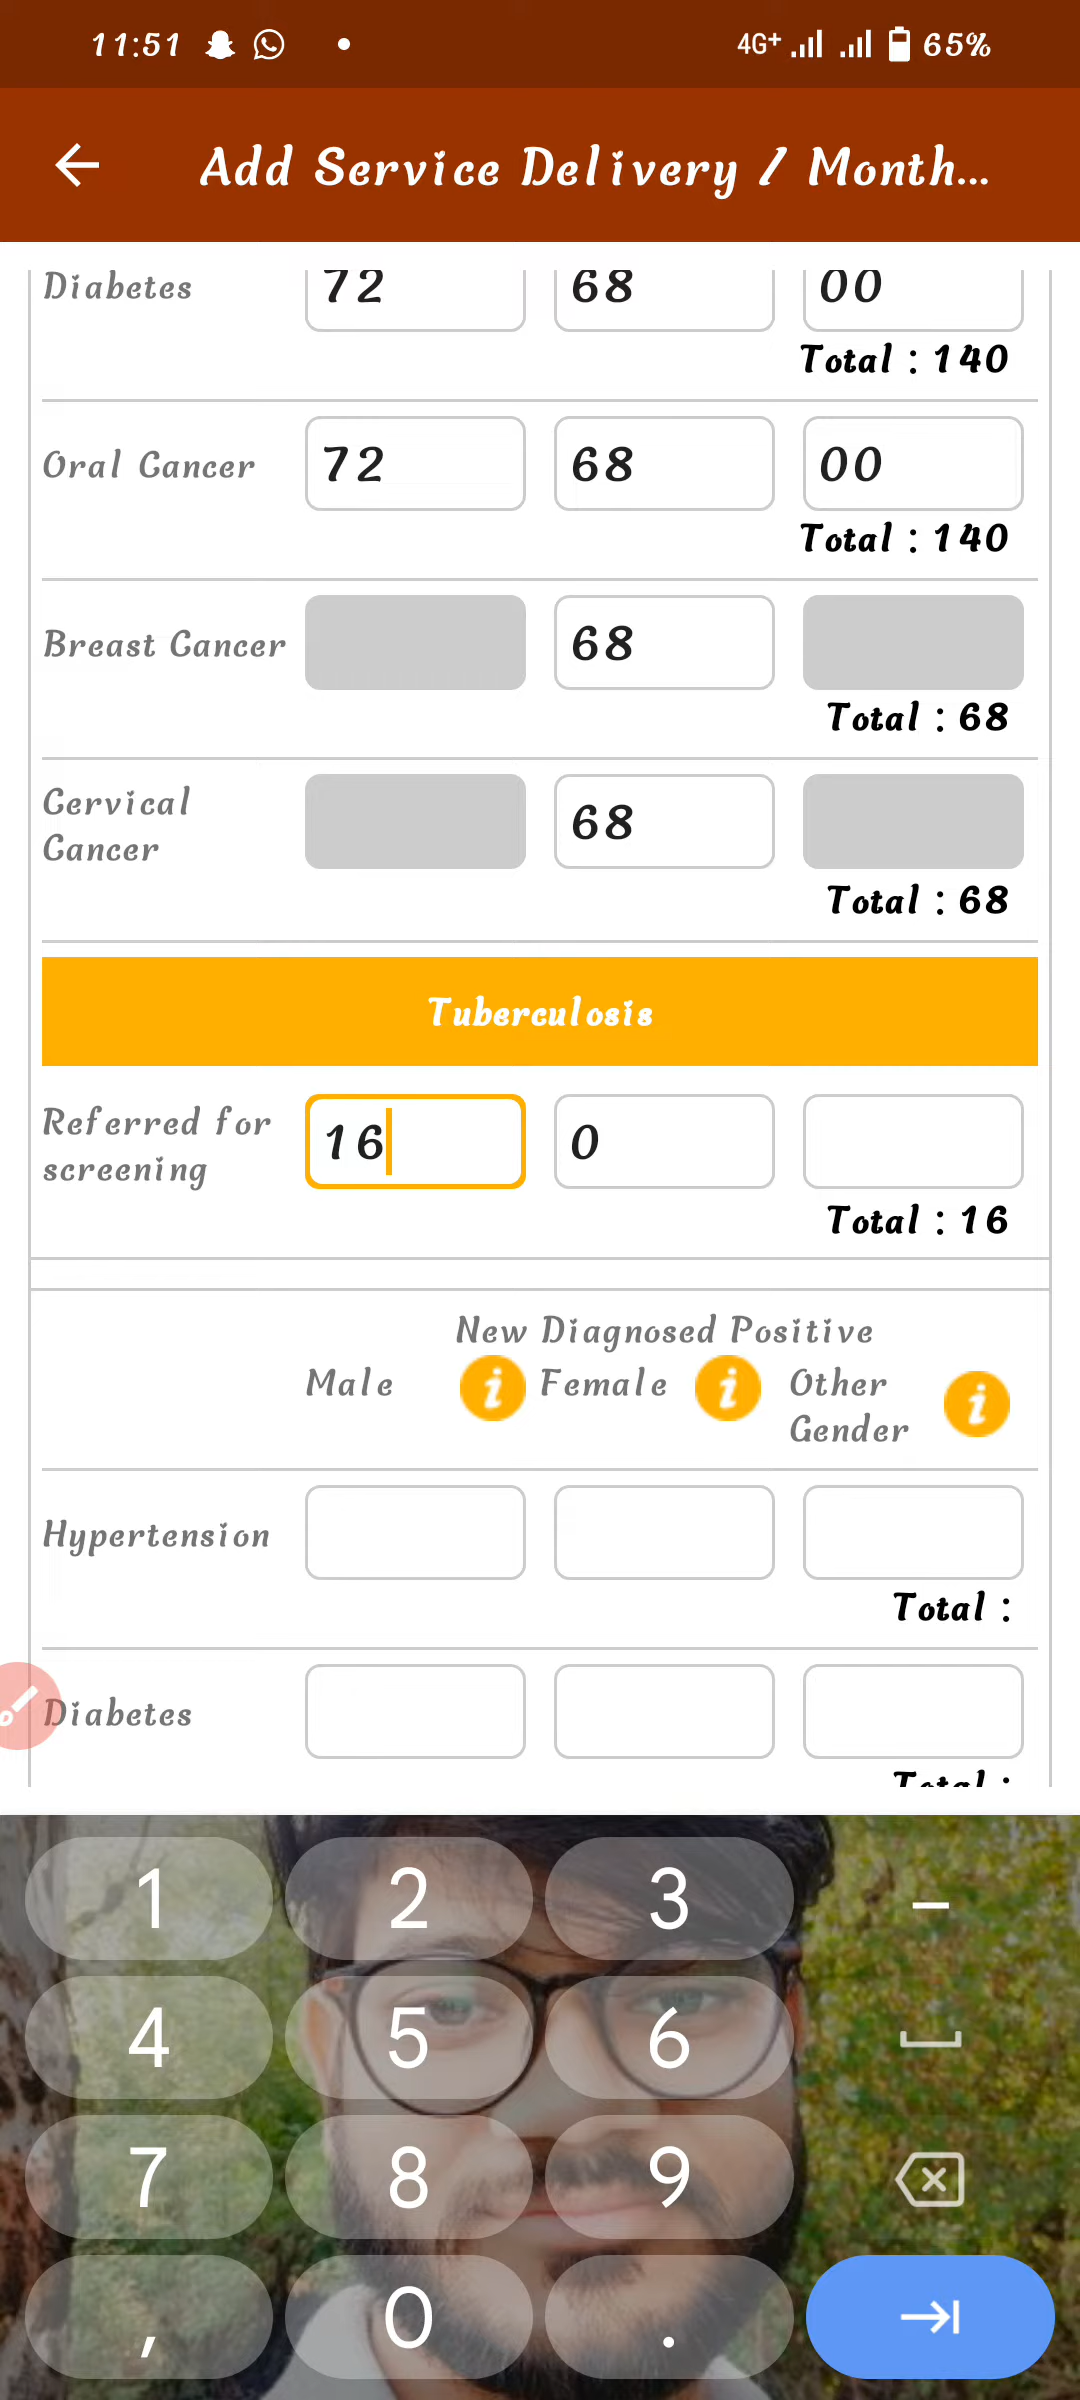 11:51 4G+ 65%
Add Service Delivery / Month...
Diabetes 72 68 00
Total : 140
Oral Cancer 72 68 00
Total : 140
Breast Cancer 68
Total : 68
Cervical
Cancer 68
Total : 68
Tuberculosis
Referred for
screening 16 0
Total : 16
New Diagnosed Positive
Male i Female i Other
Gender i
Hypertension
Total :
Diabetes
Total :
1 2 3 –
4 5 6
7 8 9
, 0 .